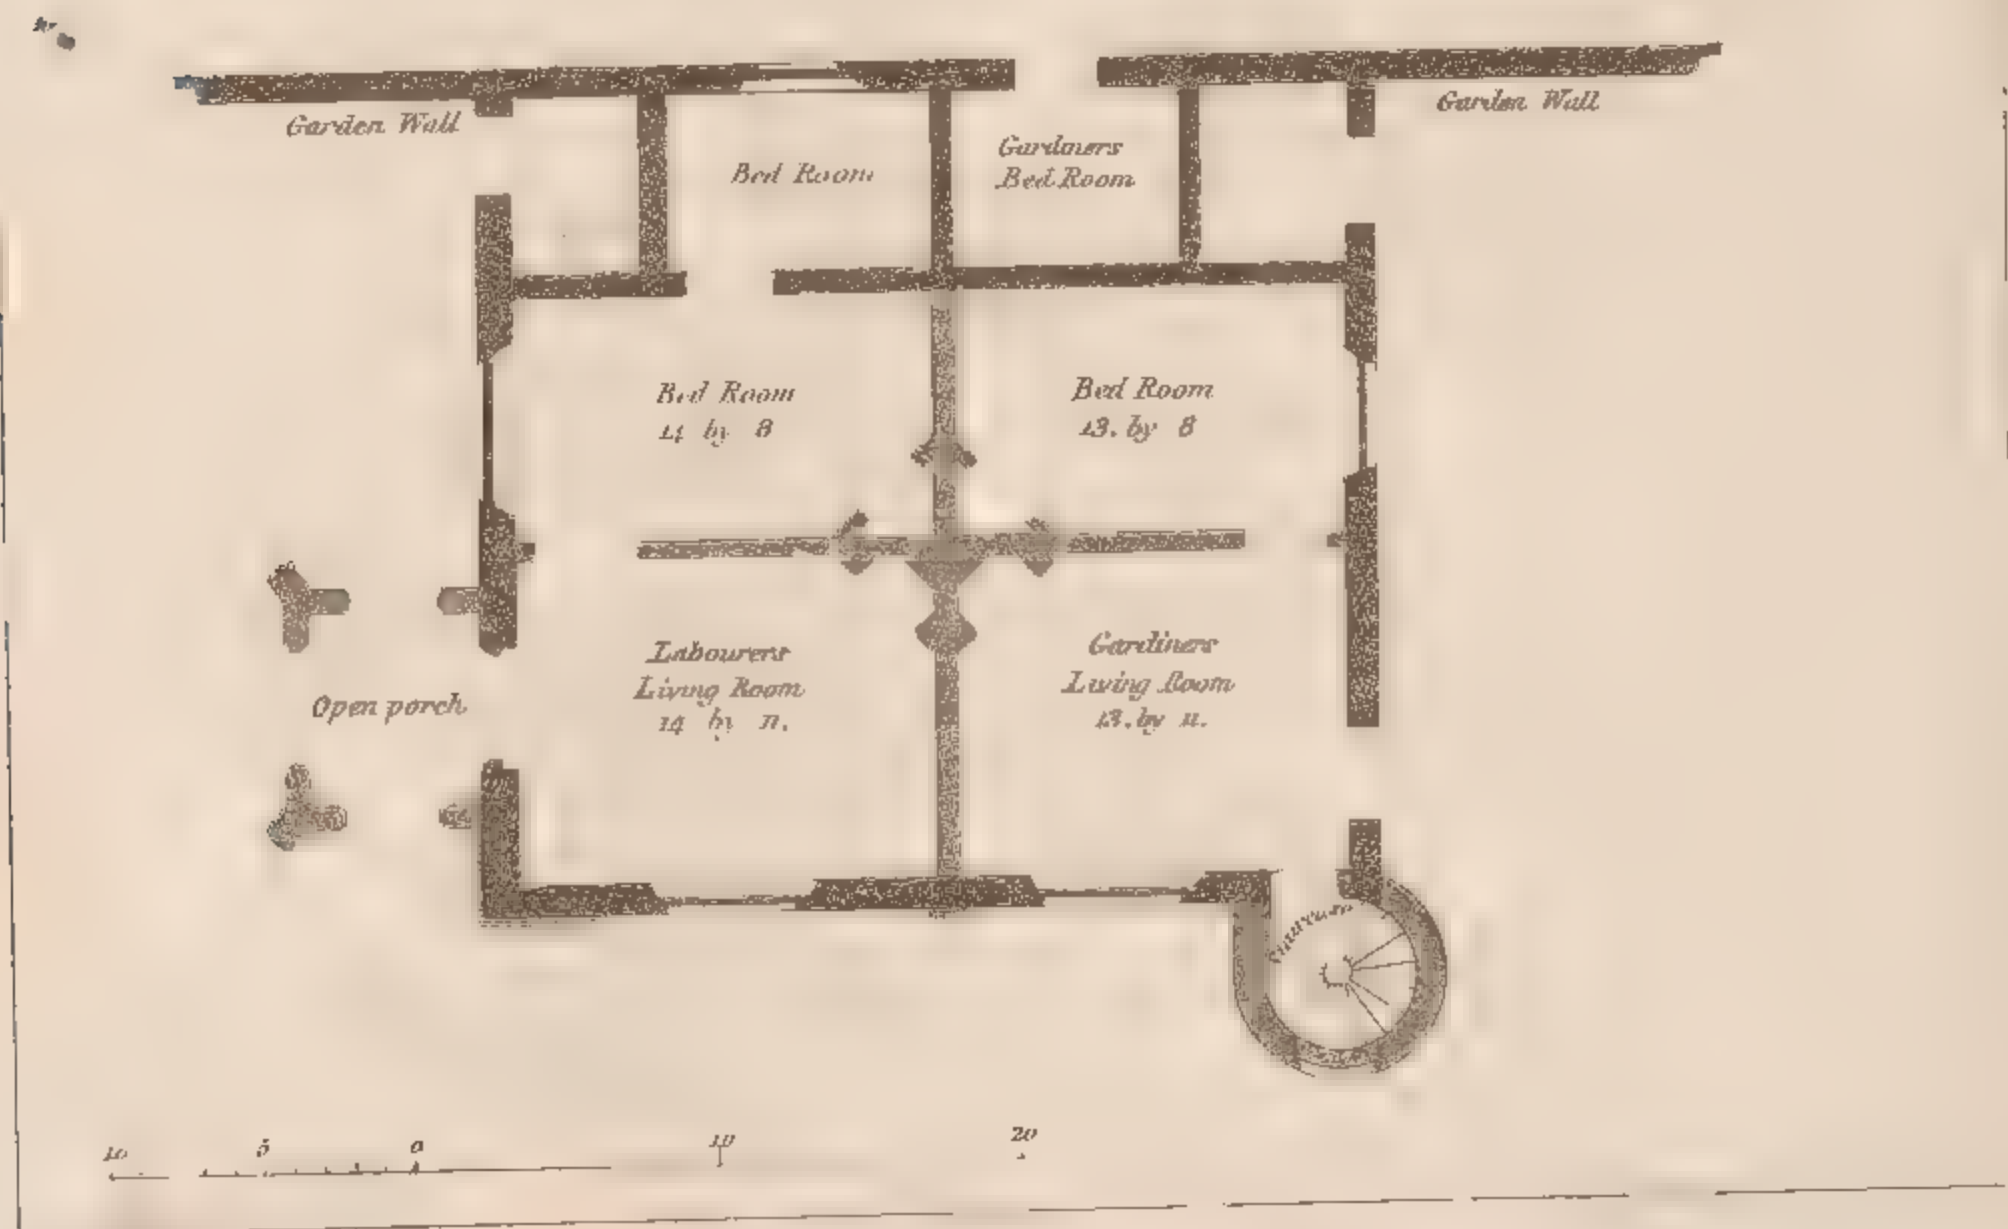 Garden Wall
Garden Wall
Bed Room
Gardiners
Bed Room
Bed Room
14 by 8
Bed Room
13. by 8
Labourers
Living Room
14 by 11.
Gardiners
Living Room
13. by 11.
Open porch
Staircase
10 5 0 10 20